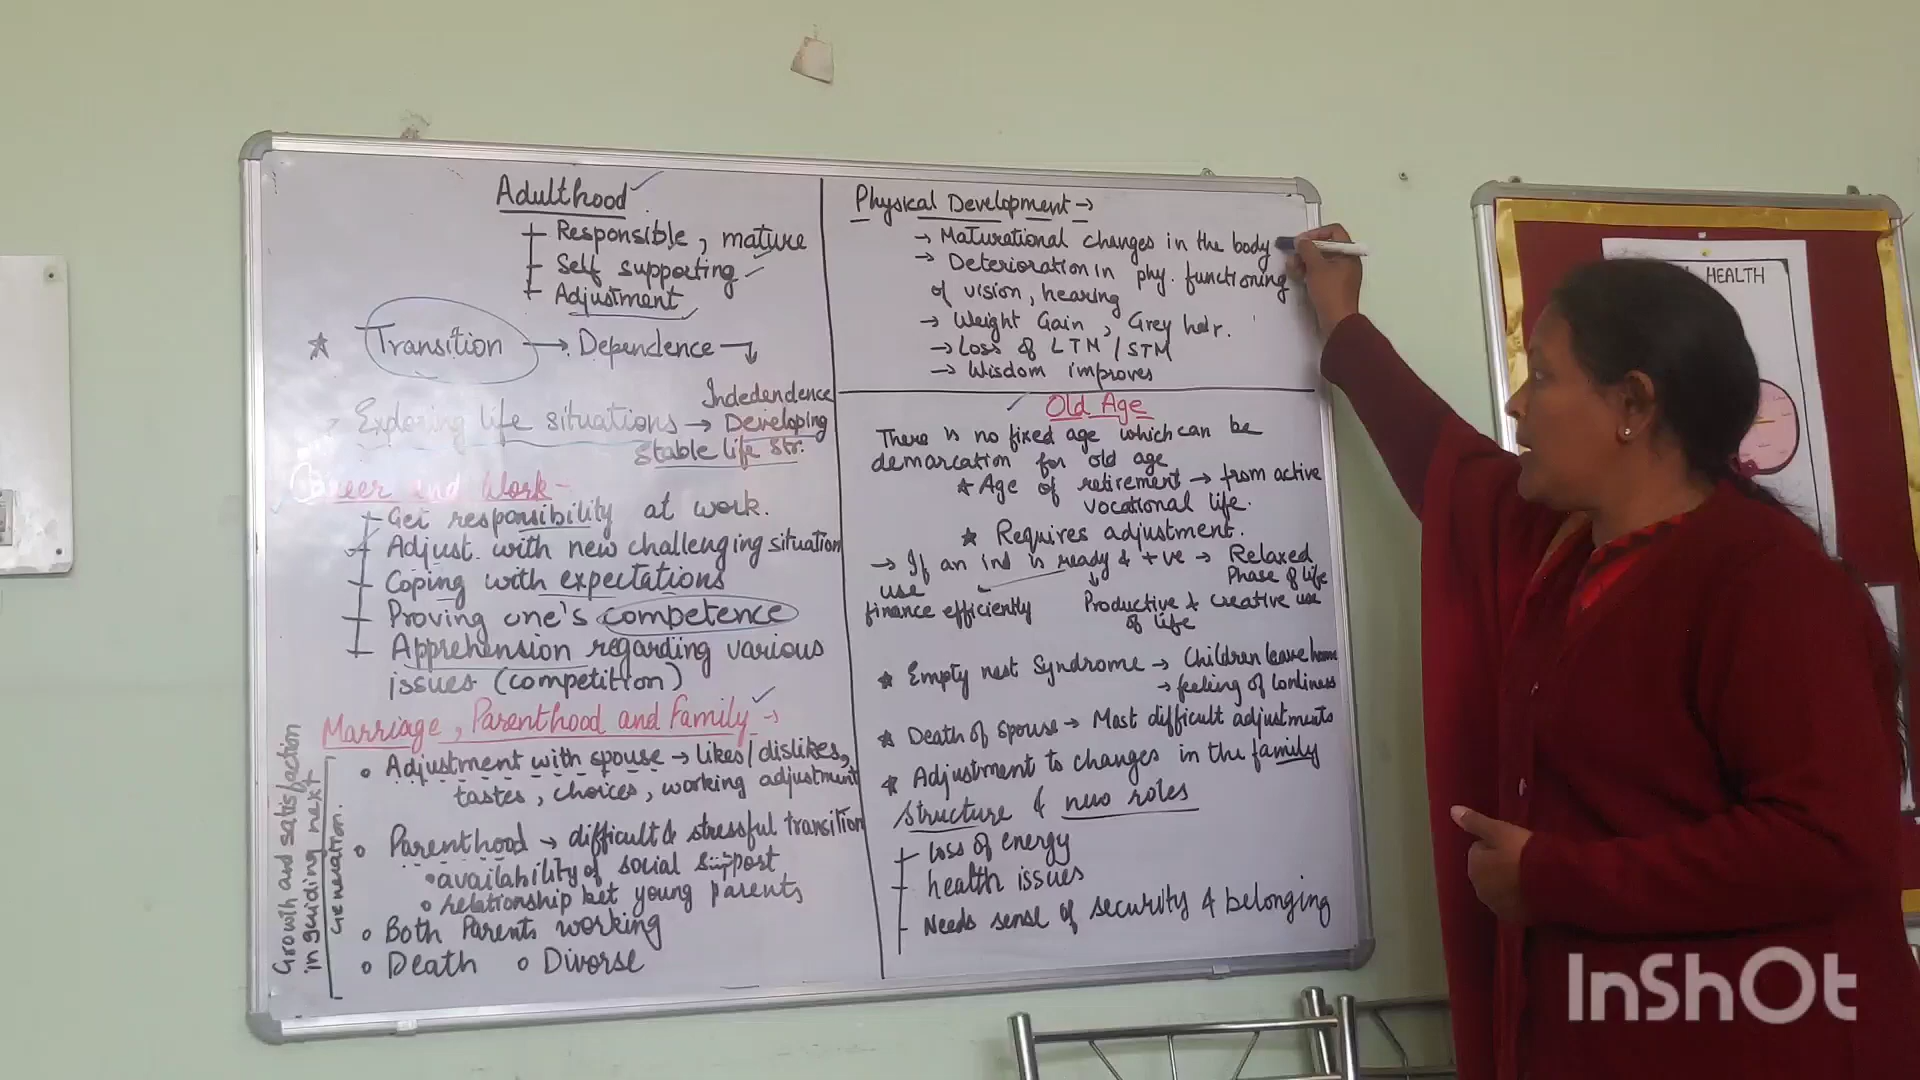 Adulthood
Responsible, mature
Self supporting
Adjustment
Transition → Dependence
Indedendence
Exploring life situations → Developing
stable life str.
Career and Work -
Get responsibility at work.
Adjust. with new challenging situation
Coping with expectations
Proving one's competence
Apprehension regarding various
issues (competition)
Marriage, Parenthood and Family →
Adjustment with spouse → likes/dislikes,
tastes, choices, working adjustment
Parenthood → difficult & stressful transition
• availability of social support
• relationship bet young parents
Both Parents working
Death • Divorse
Growth and satisfaction
in guiding next
Generation.
Physical Development →
→ Maturational changes in the body
→ Deterioration in phy. functioning
of vision, hearing
→ Weight Gain, Grey hair.
→ Loss of LTM / STM
→ Wisdom improves
Old Age
There is no fixed age which can be
demarcation for old age
★ Age of retirement → from active
vocational life.
★ Requires adjustment.
→ If an ind is ready & +ve → Relaxed
Phase of life
use
finance efficiently
Productive & creative use
of life
★ Empty nest Syndrome → Children leave home
→ feeling of lonliness
★ Death of spouse → Most difficult adjustments
★ Adjustment to changes in the family
structure & new roles
loss of energy
health issues
Needs sense of security & belonging
HEALTH
InShOt